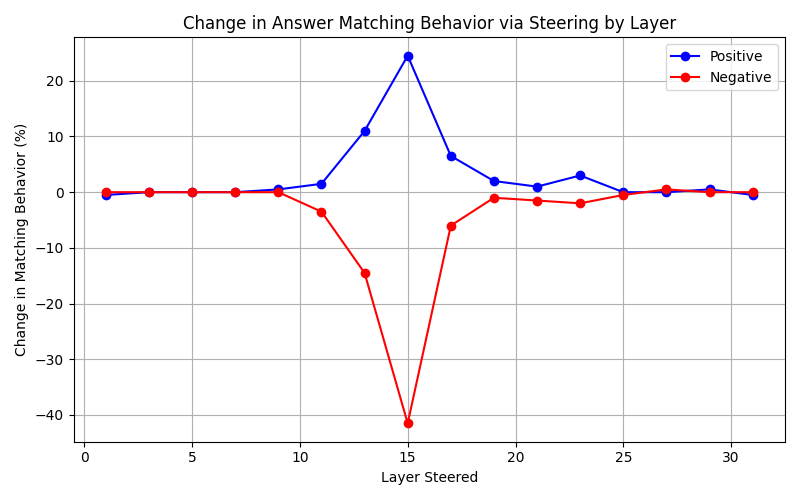 Change in Answer Matching Behavior via Steering by Layer
Positive
Negative
Change in Matching Behavior (%)
20
10
0
−10
−20
−30
−40
0 5 10 15 20 25 30
Layer Steered